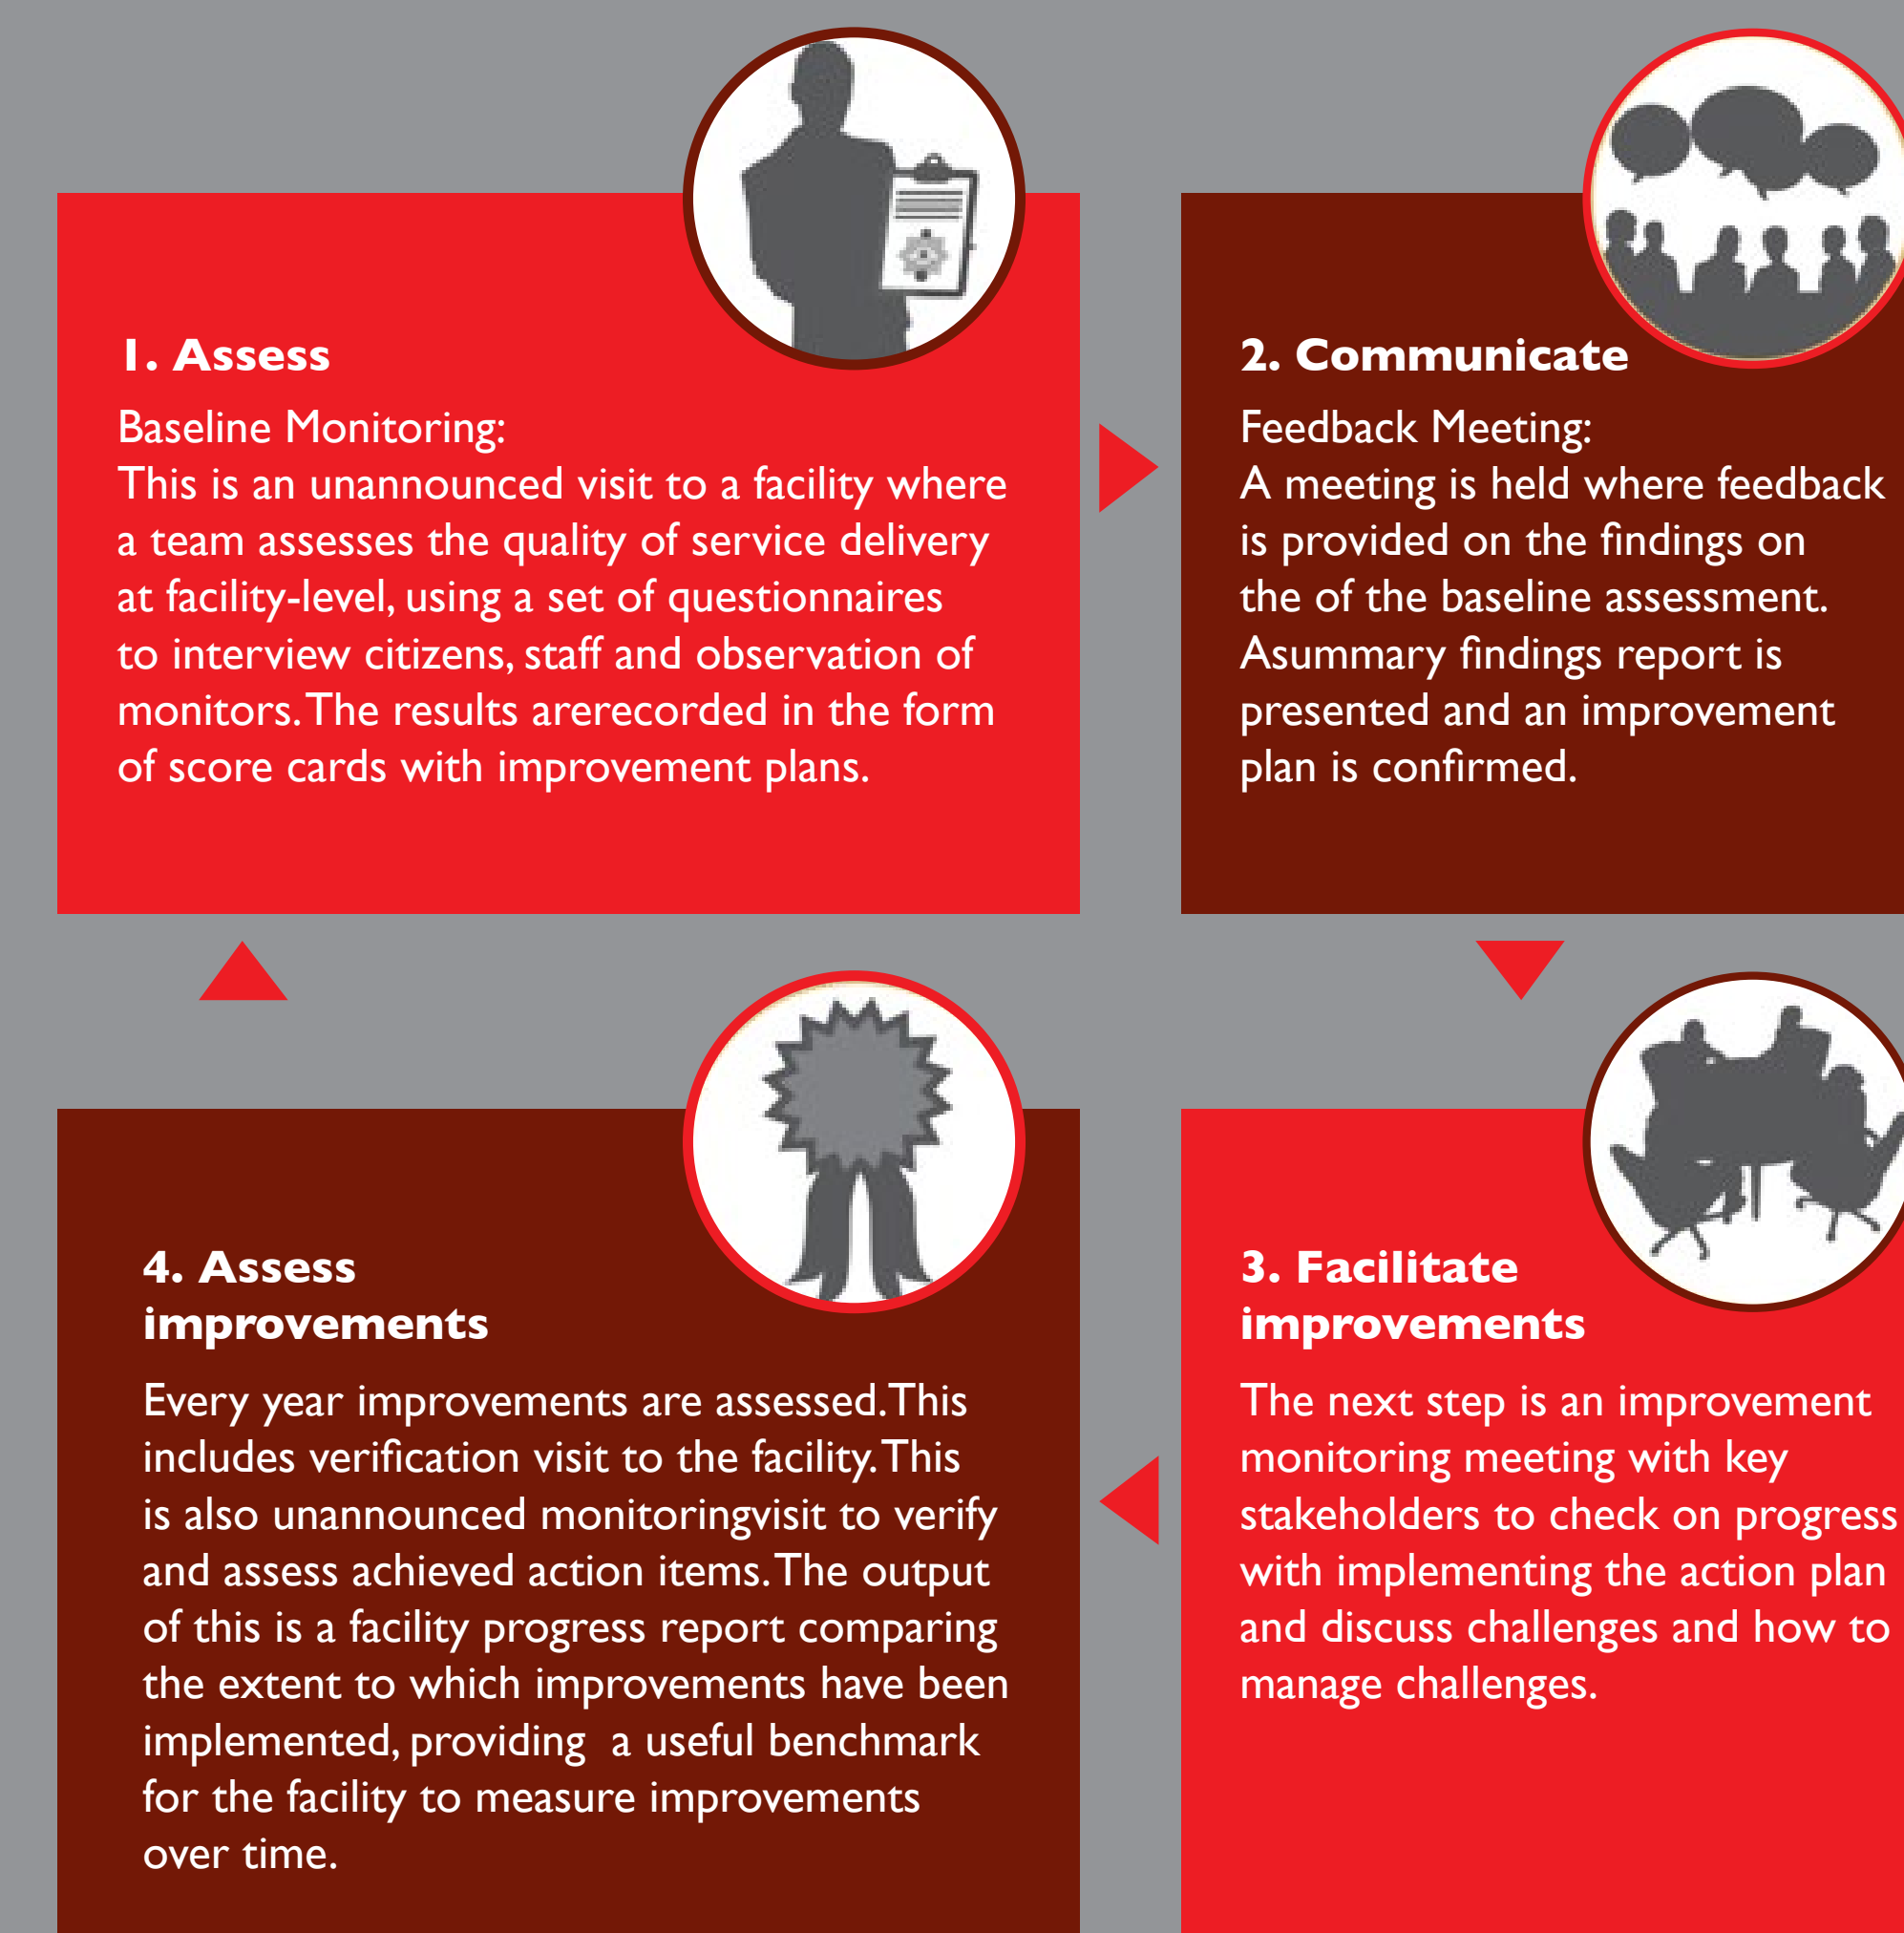 1. Assess
Baseline Monitoring:
This is an unannounced visit to a facility where
a team assesses the quality of service delivery
at facility-level, using a set of questionnaires
to interview citizens, staff and observation of
monitors. The results arerecorded in the form
of score cards with improvement plans.
2. Communicate
Feedback Meeting:
A meeting is held where feedback
is provided on the findings on
the of the baseline assessment.
Asummary findings report is
presented and an improvement
plan is confirmed.
3. Facilitate
improvements
The next step is an improvement
monitoring meeting with key
stakeholders to check on progress
with implementing the action plan
and discuss challenges and how to
manage challenges.
4. Assess
improvements
Every year improvements are assessed. This
includes verification visit to the facility. This
is also unannounced monitoringvisit to verify
and assess achieved action items. The output
of this is a facility progress report comparing
the extent to which improvements have been
implemented, providing  a useful benchmark
for the facility to measure improvements
over time.